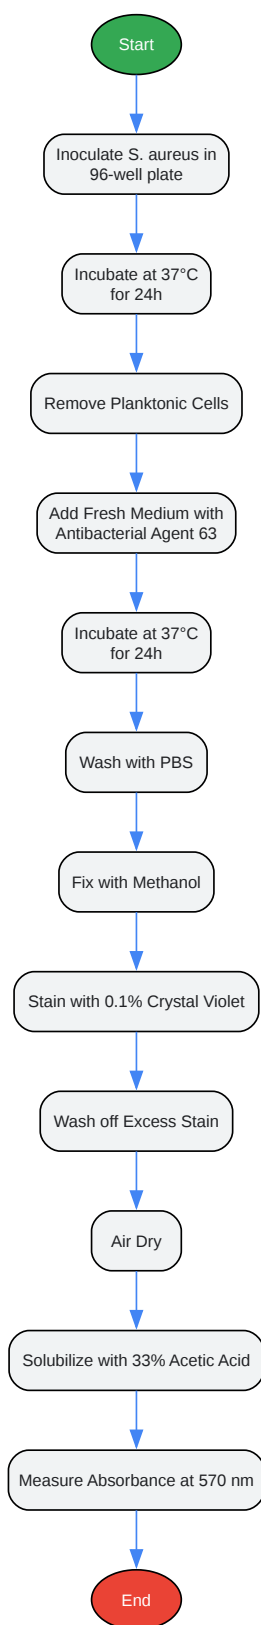 Start
Inoculate S. aureus in
96-well plate
Incubate at 37°C
for 24h
Remove Planktonic Cells
Add Fresh Medium with
Antibacterial Agent 63
Incubate at 37°C
for 24h
Wash with PBS
Fix with Methanol
Stain with 0.1% Crystal Violet
Wash off Excess Stain
Air Dry
Solubilize with 33% Acetic Acid
Measure Absorbance at 570 nm
End